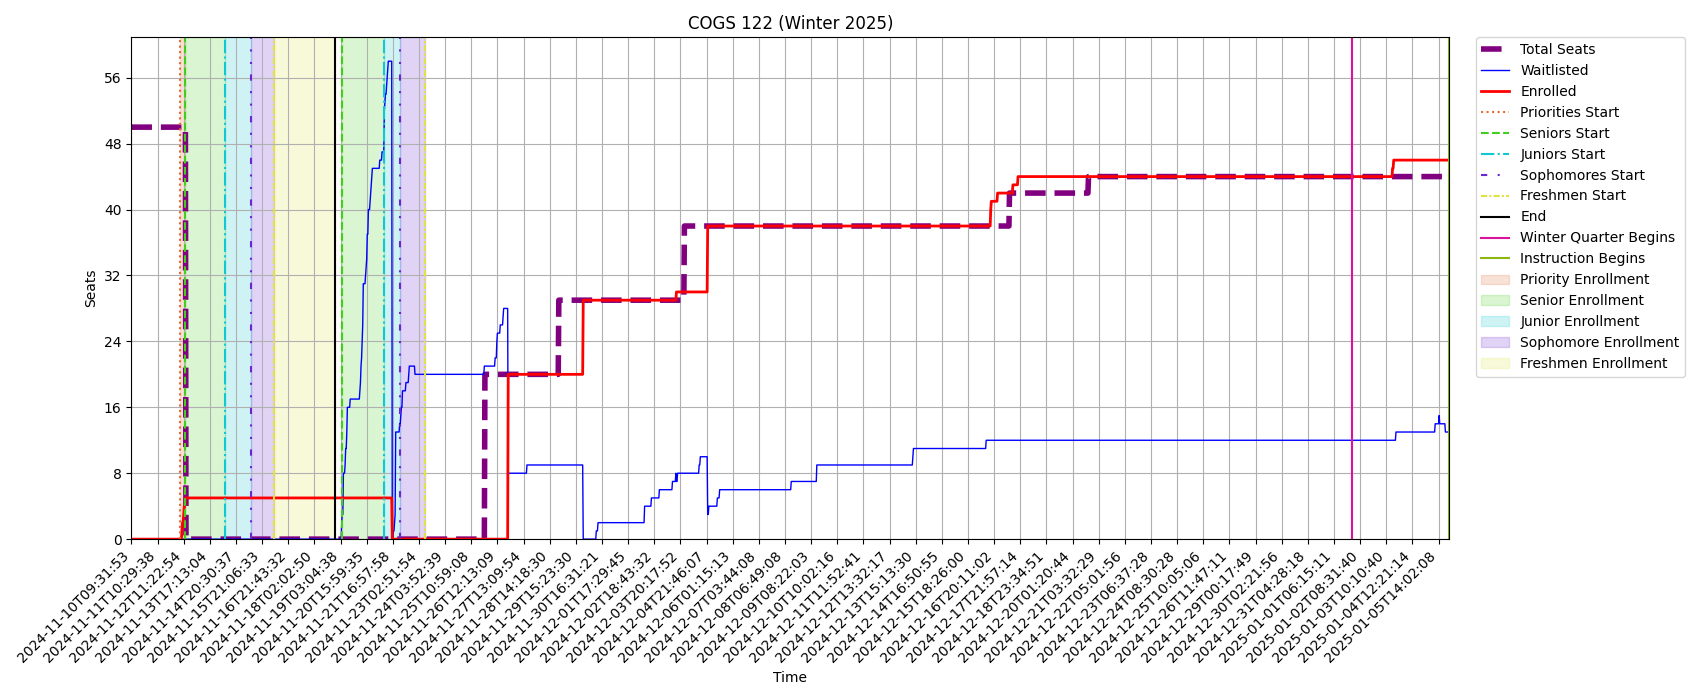 COGS 122 (Winter 2025)
Seats
56
48
40
32
24
16
8
0
2024-11-10T09:31:53
2024-11-11T10:29:38
2024-11-12T11:22:54
2024-11-13T17:13:04
2024-11-14T20:30:37
2024-11-15T21:06:33
2024-11-16T21:43:32
2024-11-18T02:02:50
2024-11-19T03:04:38
2024-11-20T15:59:35
2024-11-21T16:57:58
2024-11-23T02:51:54
2024-11-24T03:52:39
2024-11-25T10:59:08
2024-11-26T12:13:09
2024-11-27T13:09:54
2024-11-28T14:18:30
2024-11-29T15:23:30
2024-11-30T16:31:21
2024-12-01T17:29:45
2024-12-02T18:43:32
2024-12-03T20:17:52
2024-12-04T21:46:07
2024-12-06T01:15:13
2024-12-07T03:44:08
2024-12-08T06:49:08
2024-12-09T08:22:03
2024-12-10T10:02:16
2024-12-11T11:52:41
2024-12-12T13:32:17
2024-12-13T15:13:30
2024-12-14T16:50:55
2024-12-15T18:26:00
2024-12-16T20:11:02
2024-12-17T21:57:14
2024-12-18T23:34:51
2024-12-20T01:20:44
2024-12-21T03:32:29
2024-12-22T05:01:56
2024-12-23T06:37:28
2024-12-24T08:30:28
2024-12-25T10:05:06
2024-12-26T11:47:11
2024-12-29T00:17:49
2024-12-30T02:21:56
2024-12-31T04:28:18
2025-01-01T06:15:11
2025-01-02T08:31:40
2025-01-03T10:10:40
2025-01-04T12:21:14
2025-01-05T14:02:08
Time
Total Seats
Waitlisted
Enrolled
Priorities Start
Seniors Start
Juniors Start
Sophomores Start
Freshmen Start
End
Winter Quarter Begins
Instruction Begins
Priority Enrollment
Senior Enrollment
Junior Enrollment
Sophomore Enrollment
Freshmen Enrollment